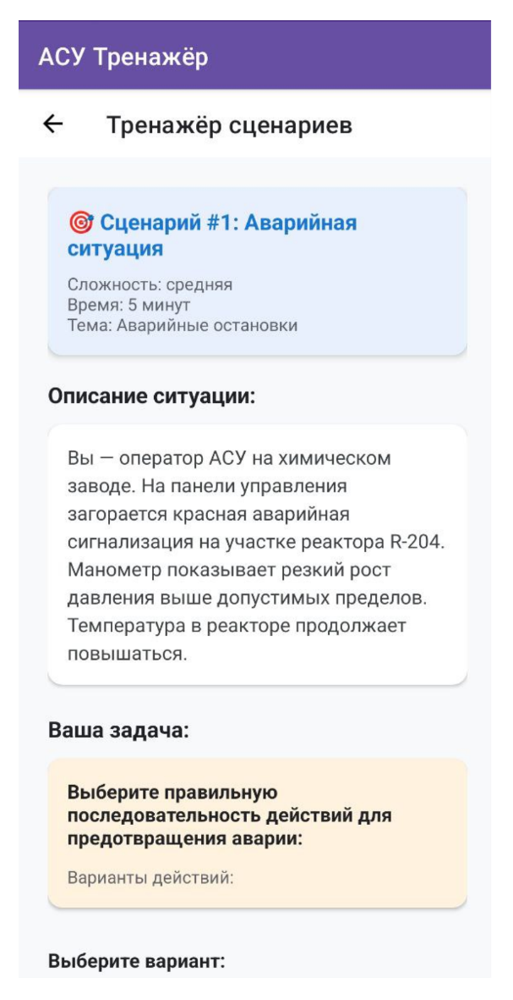 АСУ Тренажёр
← Тренажёр сценариев
🎯 Сценарий #1: Аварийная
ситуация
Сложность: средняя
Время: 5 минут
Тема: Аварийные остановки
Описание ситуации:
Вы — оператор АСУ на химическом
заводе. На панели управления
загорается красная аварийная
сигнализация на участке реактора R-204.
Манометр показывает резкий рост
давления выше допустимых пределов.
Температура в реакторе продолжает
повышаться.
Ваша задача:
Выберите правильную
последовательность действий для
предотвращения аварии:
Варианты действий:
Выберите вариант: